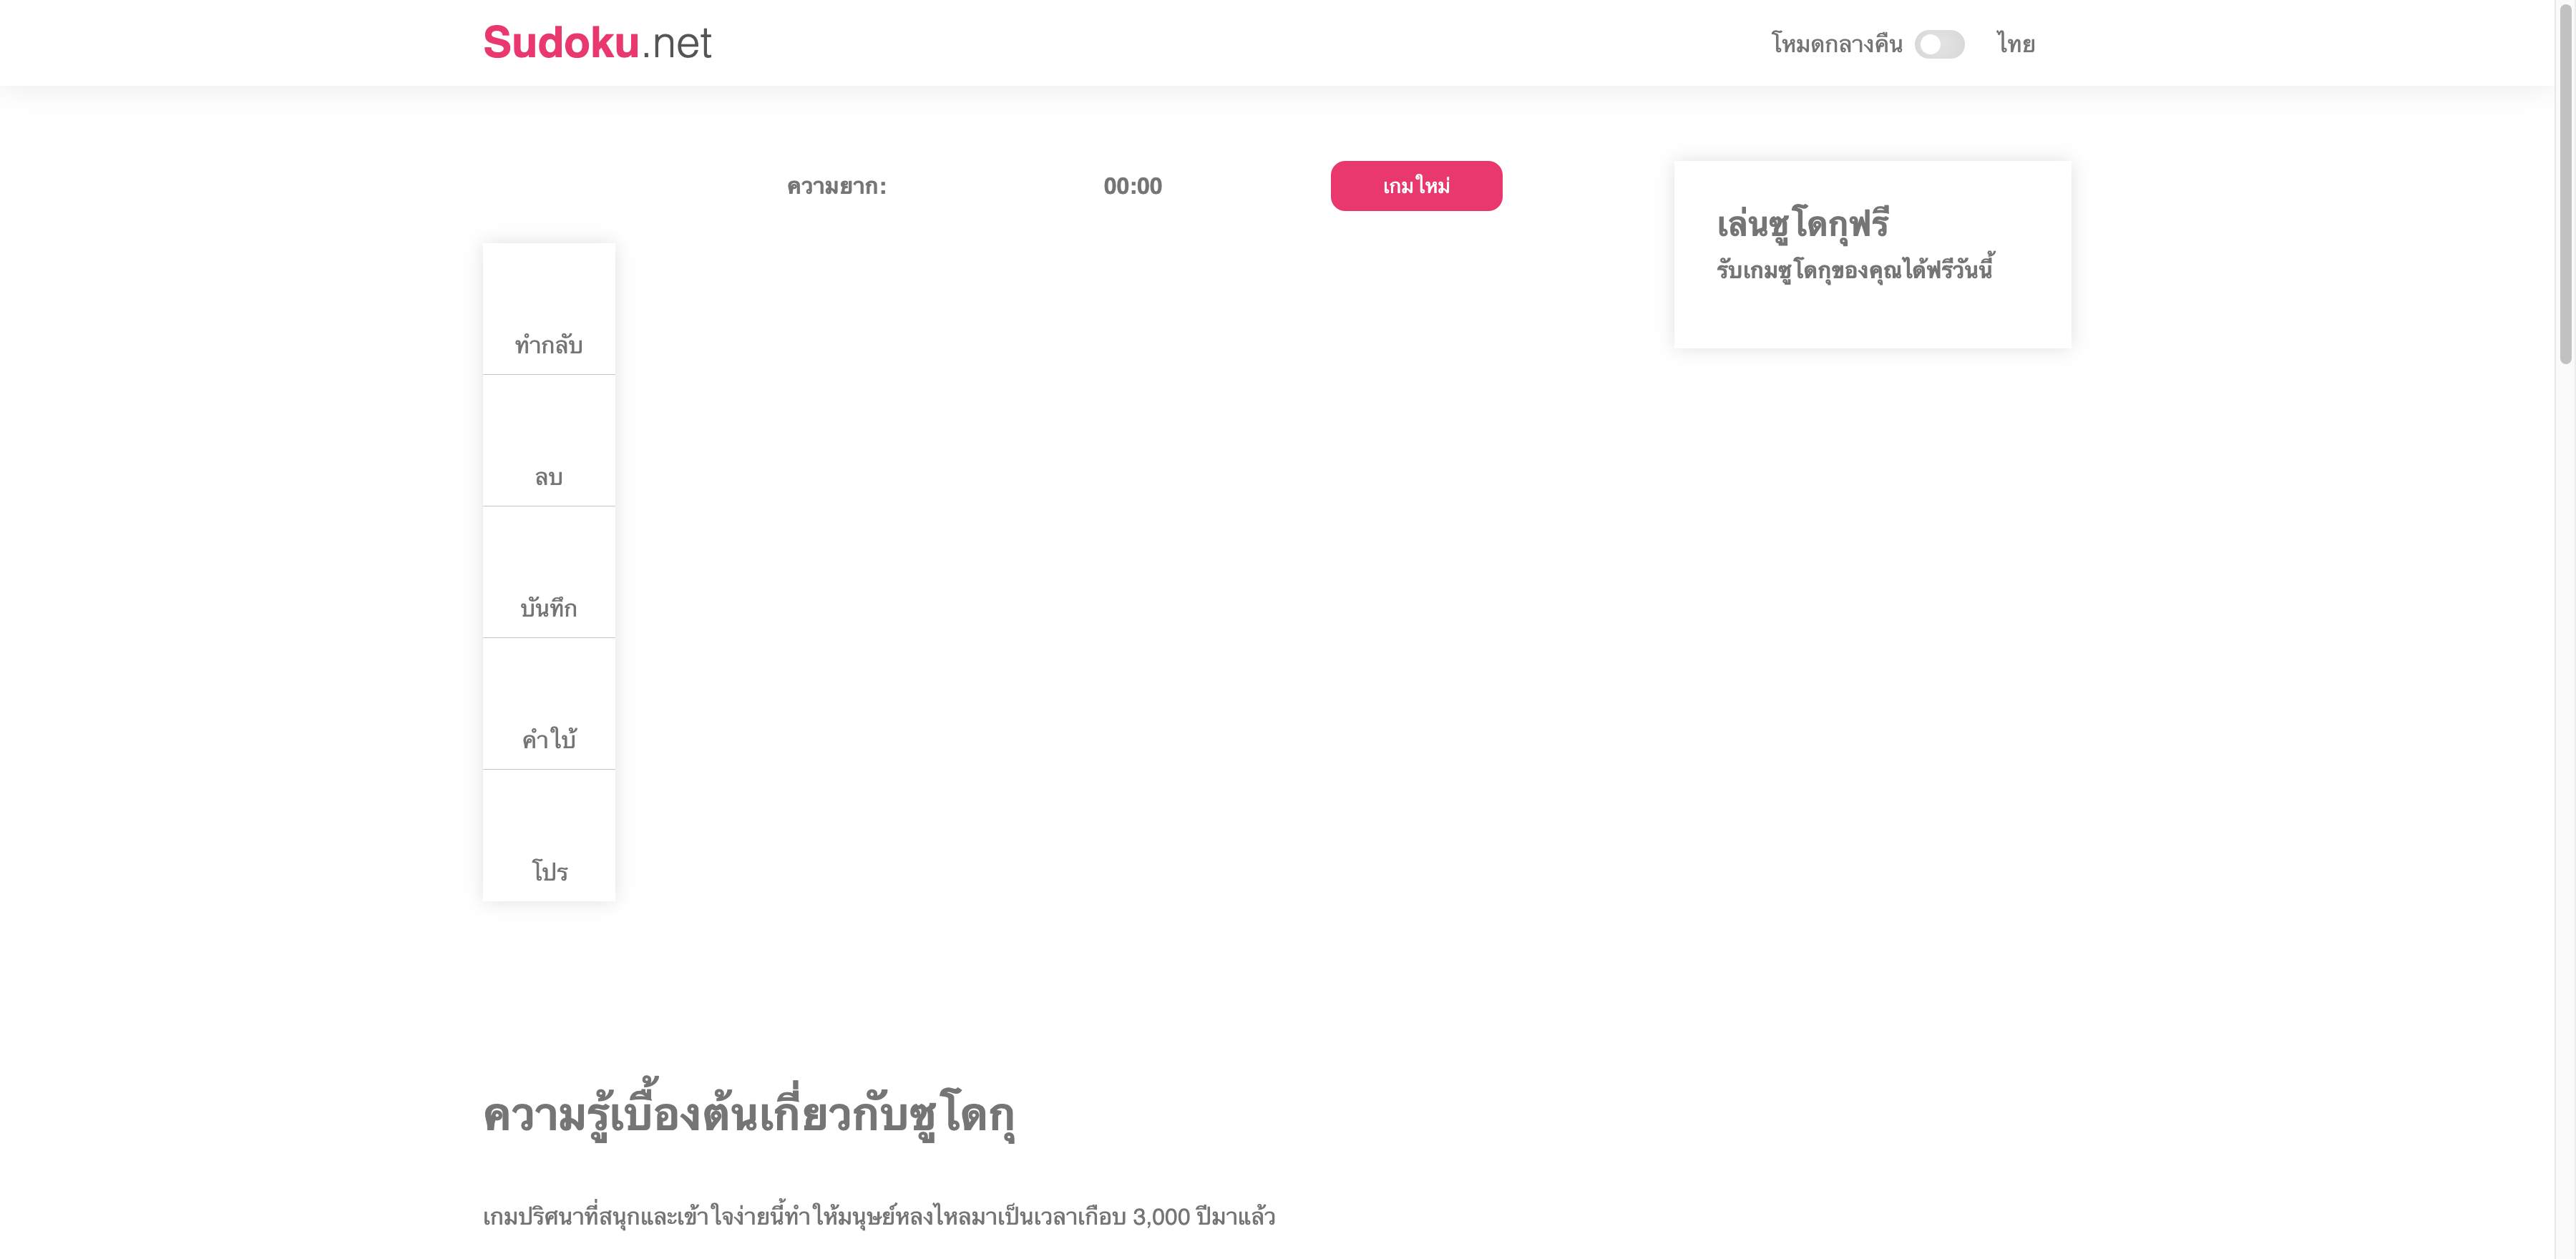 Sudoku.net
โหมดกลางคืน ไทย
ความยาก: 00:00 เกมใหม่
เล่นซูโดกุฟรี
รับเกมซูโดกุของคุณได้ฟรีวันนี้
ทำกลับ
ลบ
บันทึก
คำใบ้
โปร
ความรู้เบื้องต้นเกี่ยวกับซูโดกุ
เกมปริศนาที่สนุกและเข้าใจง่ายนี้ทำให้มนุษย์หลงไหลมาเป็นเวลาเกือบ 3,000 ปีมาแล้ว